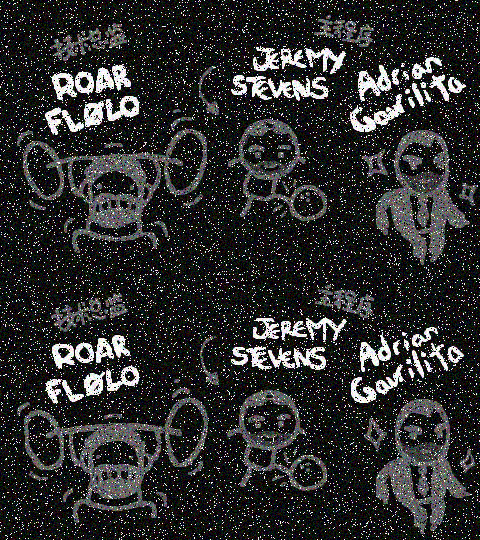 ROAR
FLØLO
JEREMY
STEVENS
Adrian
Gavrilita
ROAR
FLØLO
JEREMY
STEVENS
Adrian
Gavrilita